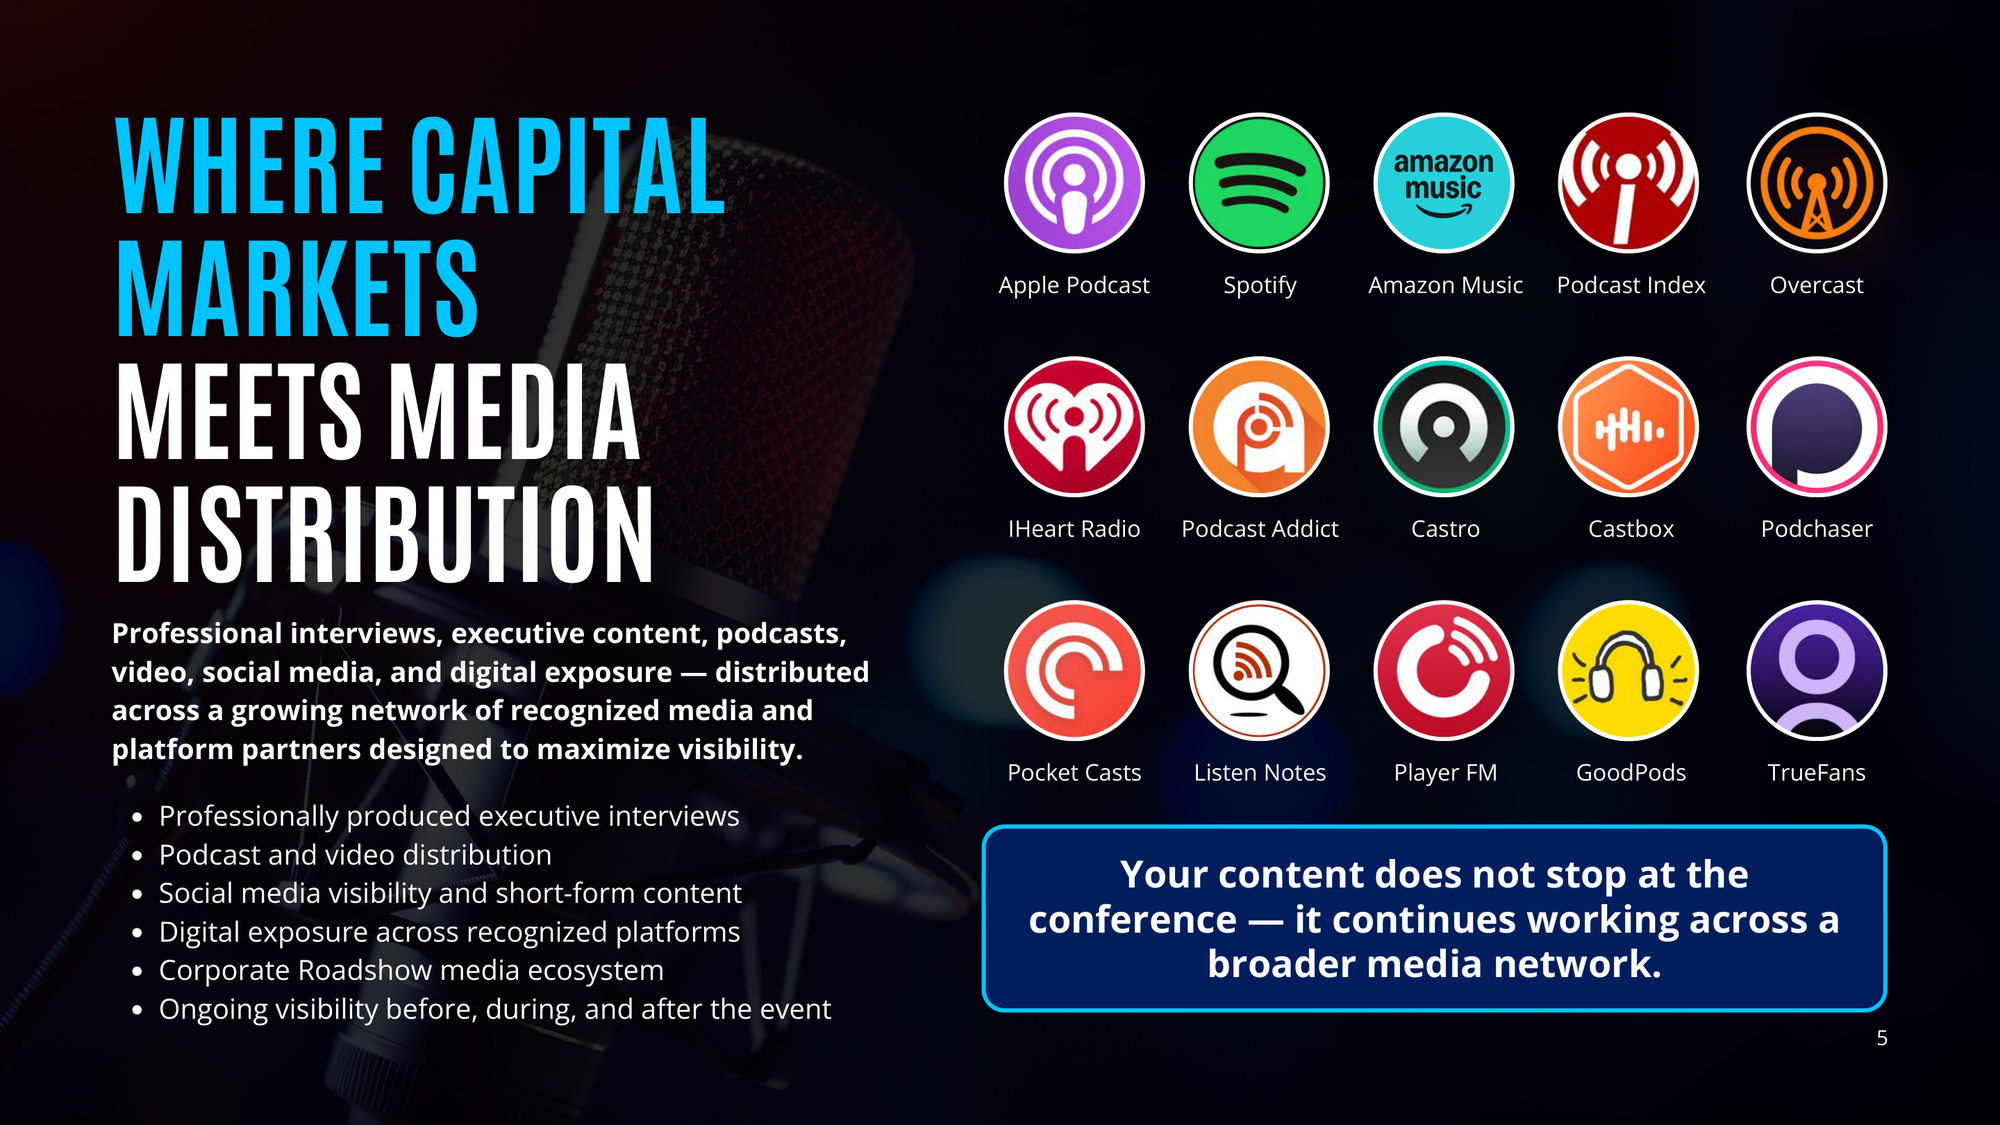 WHERE CAPITAL
MARKETS
MEETS MEDIA
DISTRIBUTION
Professional interviews, executive content, podcasts,
video, social media, and digital exposure — distributed
across a growing network of recognized media and
platform partners designed to maximize visibility.
• Professionally produced executive interviews
• Podcast and video distribution
• Social media visibility and short-form content
• Digital exposure across recognized platforms
• Corporate Roadshow media ecosystem
• Ongoing visibility before, during, and after the event
amazon
music
Apple Podcast
Spotify
Amazon Music
Podcast Index
Overcast
IHeart Radio
Podcast Addict
Castro
Castbox
Podchaser
Pocket Casts
Listen Notes
Player FM
GoodPods
TrueFans
Your content does not stop at the
conference — it continues working across a
broader media network.
5